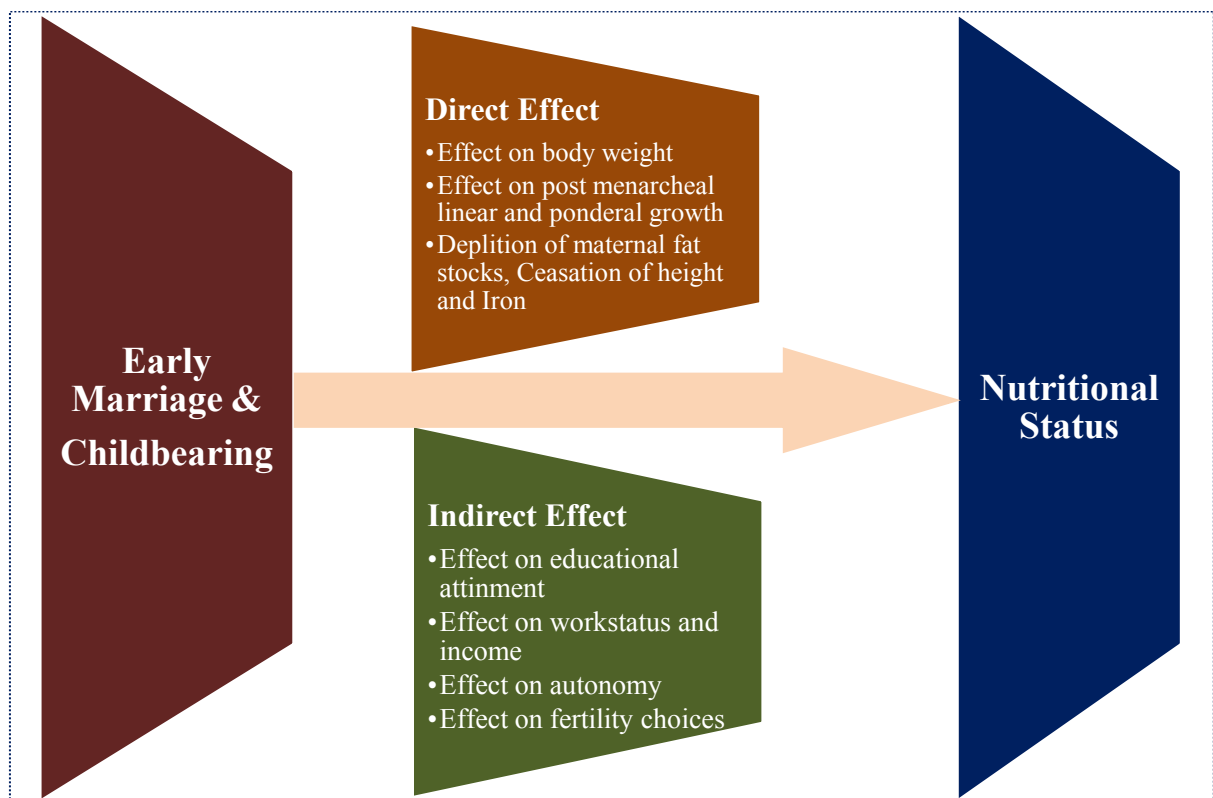 Early
Marriage &
Childbearing
Direct Effect
•Effect on body weight
•Effect on post menarcheal
linear and ponderal growth
•Deplition of maternal fat
stocks, Ceasation of height
and Iron
Indirect Effect
•Effect on educational
attinment
•Effect on workstatus and
income
•Effect on autonomy
•Effect on fertility choices
Nutritional
Status